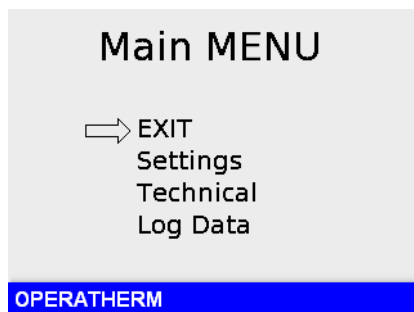 Main MENU
EXIT
Settings
Technical
Log Data
OPERATHERM